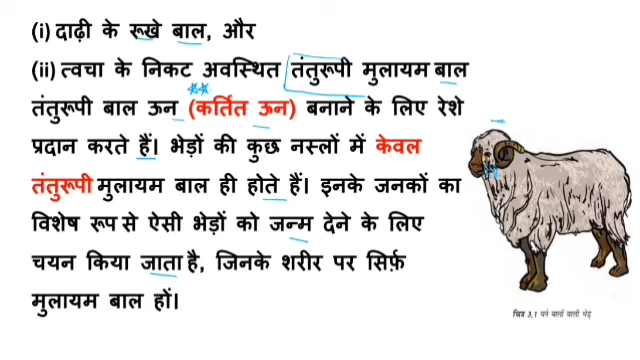 (i) दाढ़ी के रूखे बाल, और
(ii) त्वचा के निकट अवस्थित तंतुरूपी मुलायम बाल
तंतुरूपी बाल ऊन (कर्तित ऊन) बनाने के लिए रेशे
प्रदान करते हैं। भेड़ों की कुछ नस्लों में केवल
तंतुरूपी मुलायम बाल ही होते हैं। इनके जनकों का
विशेष रूप से ऐसी भेड़ों को जन्म देने के लिए
चयन किया जाता है, जिनके शरीर पर सिर्फ़
मुलायम बाल हों।
चित्र 3.1 घने बालों वाली भेड़